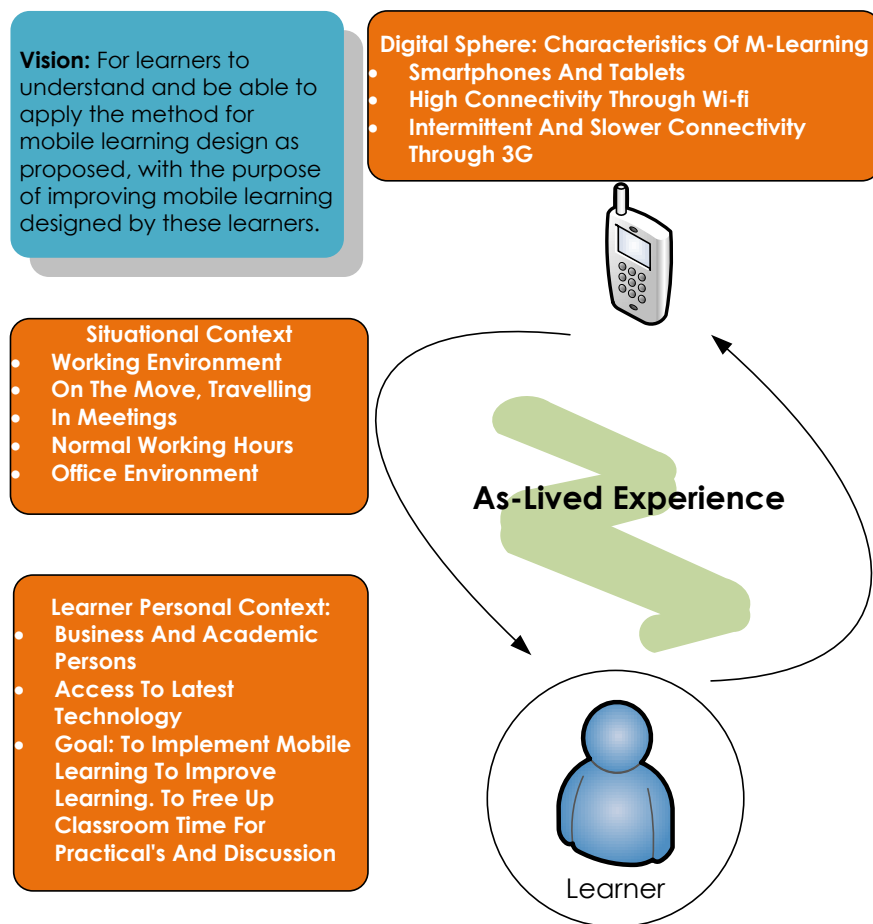 Vision: For learners to
understand and be able to
apply the method for
mobile learning design as
proposed, with the purpose
of improving mobile learning
designed by these learners.
Digital Sphere: Characteristics Of M-Learning
• Smartphones And Tablets
• High Connectivity Through Wi-fi
• Intermittent And Slower Connectivity
Through 3G
Situational Context
• Working Environment
• On The Move, Travelling
• In Meetings
• Normal Working Hours
• Office Environment
As-Lived Experience
Learner Personal Context:
• Business And Academic
Persons
• Access To Latest
Technology
• Goal: To Implement Mobile
Learning To Improve
Learning. To Free Up
Classroom Time For
Practical's And Discussion
Learner